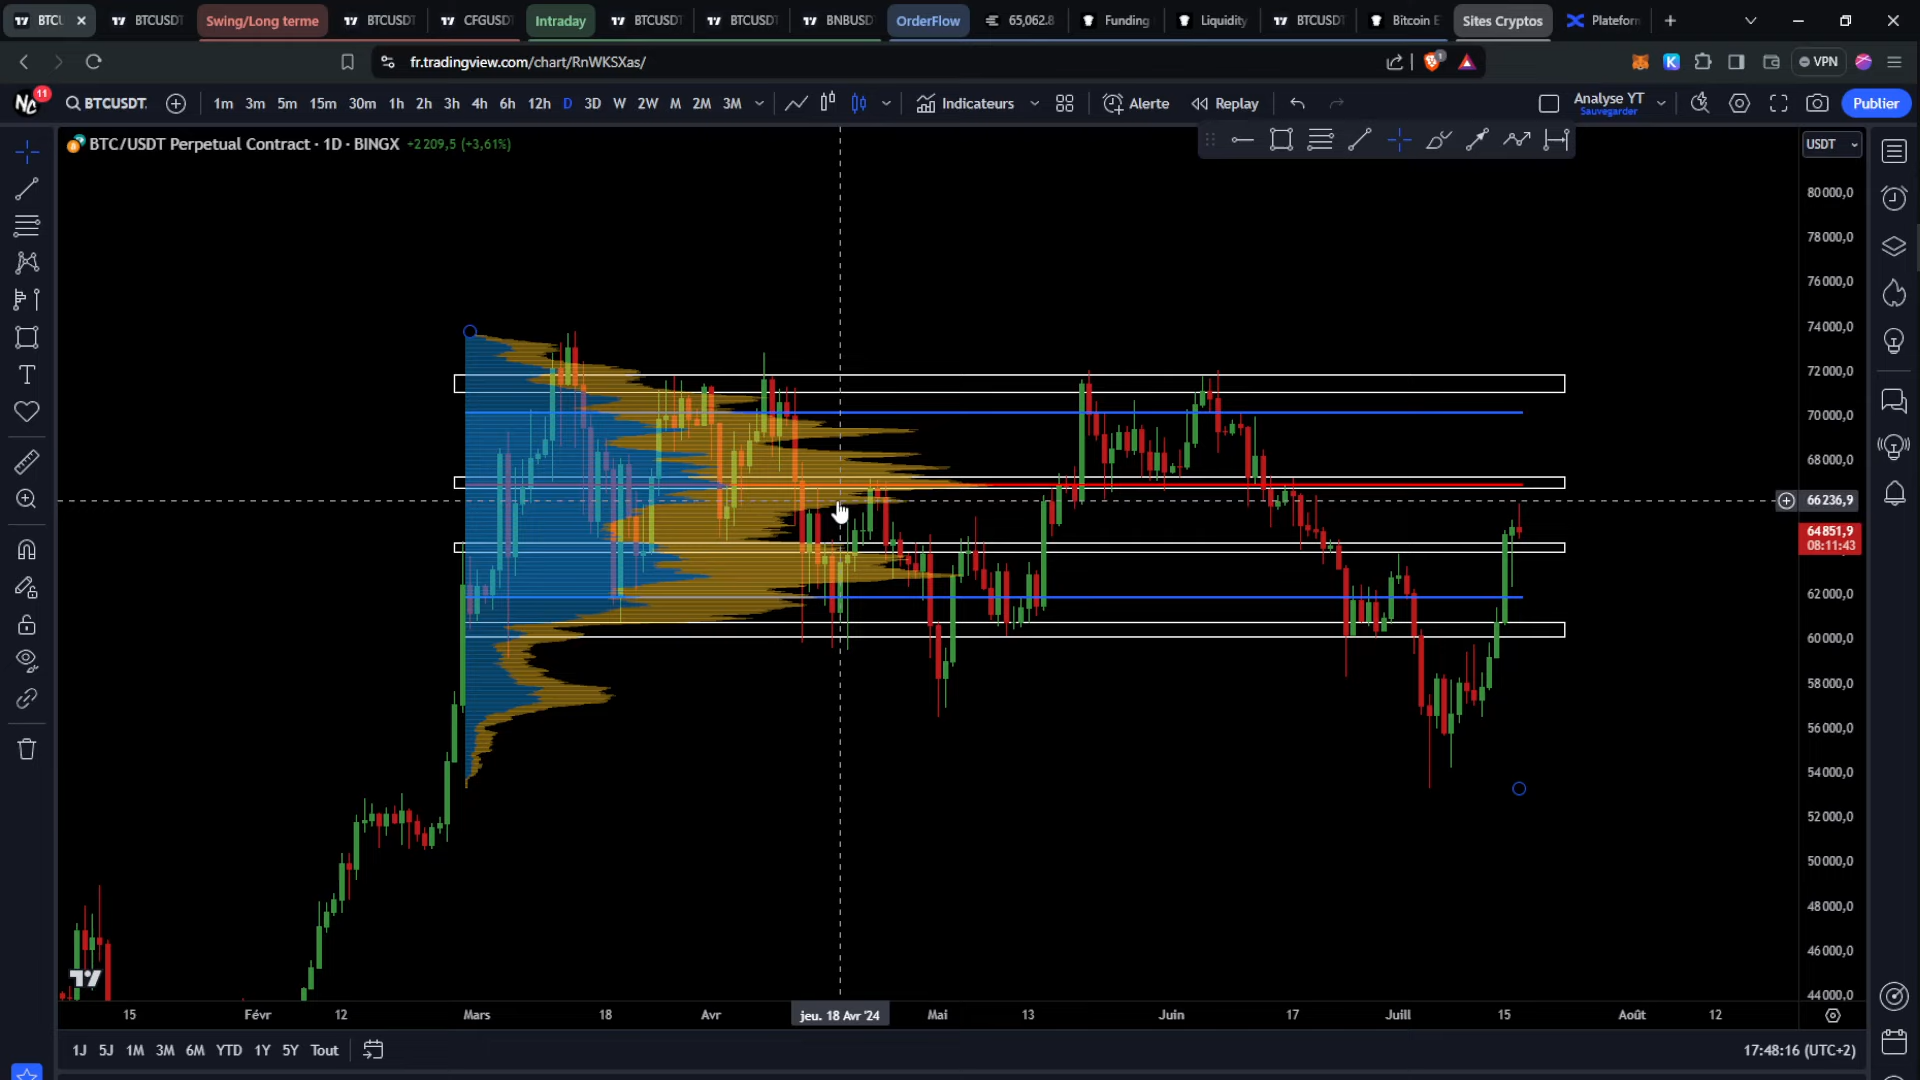 BTCU
BTCUSDT
Swing/Long terme
BTCUSDT
CFGUSDT
Intraday
BTCUSDT
BTCUSDT
BNBUSD
OrderFlow
65,062.8
Funding
Liquidity
BTCUSDT
Bitcoin E
Sites Cryptos
Plateform
fr.tradingview.com/chart/RnWKSXas/
1
VPN
11
BTCUSDT.
1m 3m 5m 15m 30m 1h 2h 3h 4h 6h 12h D 3D W 2W M 2M 3M
Indicateurs
Alerte
Replay
Analyse YT
Sauvegarder
Publier
BTC/USDT Perpetual Contract · 1D · BINGX +2 209,5 (+3,61%)
USDT
80 000,0
78 000,0
76 000,0
74 000,0
72 000,0
70 000,0
68 000,0
66 236,9
64 851,9
08:11:43
62 000,0
60 000,0
58 000,0
56 000,0
54 000,0
52 000,0
50 000,0
48 000,0
46 000,0
44 000,0
15 Févr 12 Mars 18 Avr jeu. 18 Avr '24 Mai 13 Juin 17 Juill 15 Août 12
1J 5J 1M 3M 6M YTD 1Y 5Y Tout
17:48:16 (UTC+2)